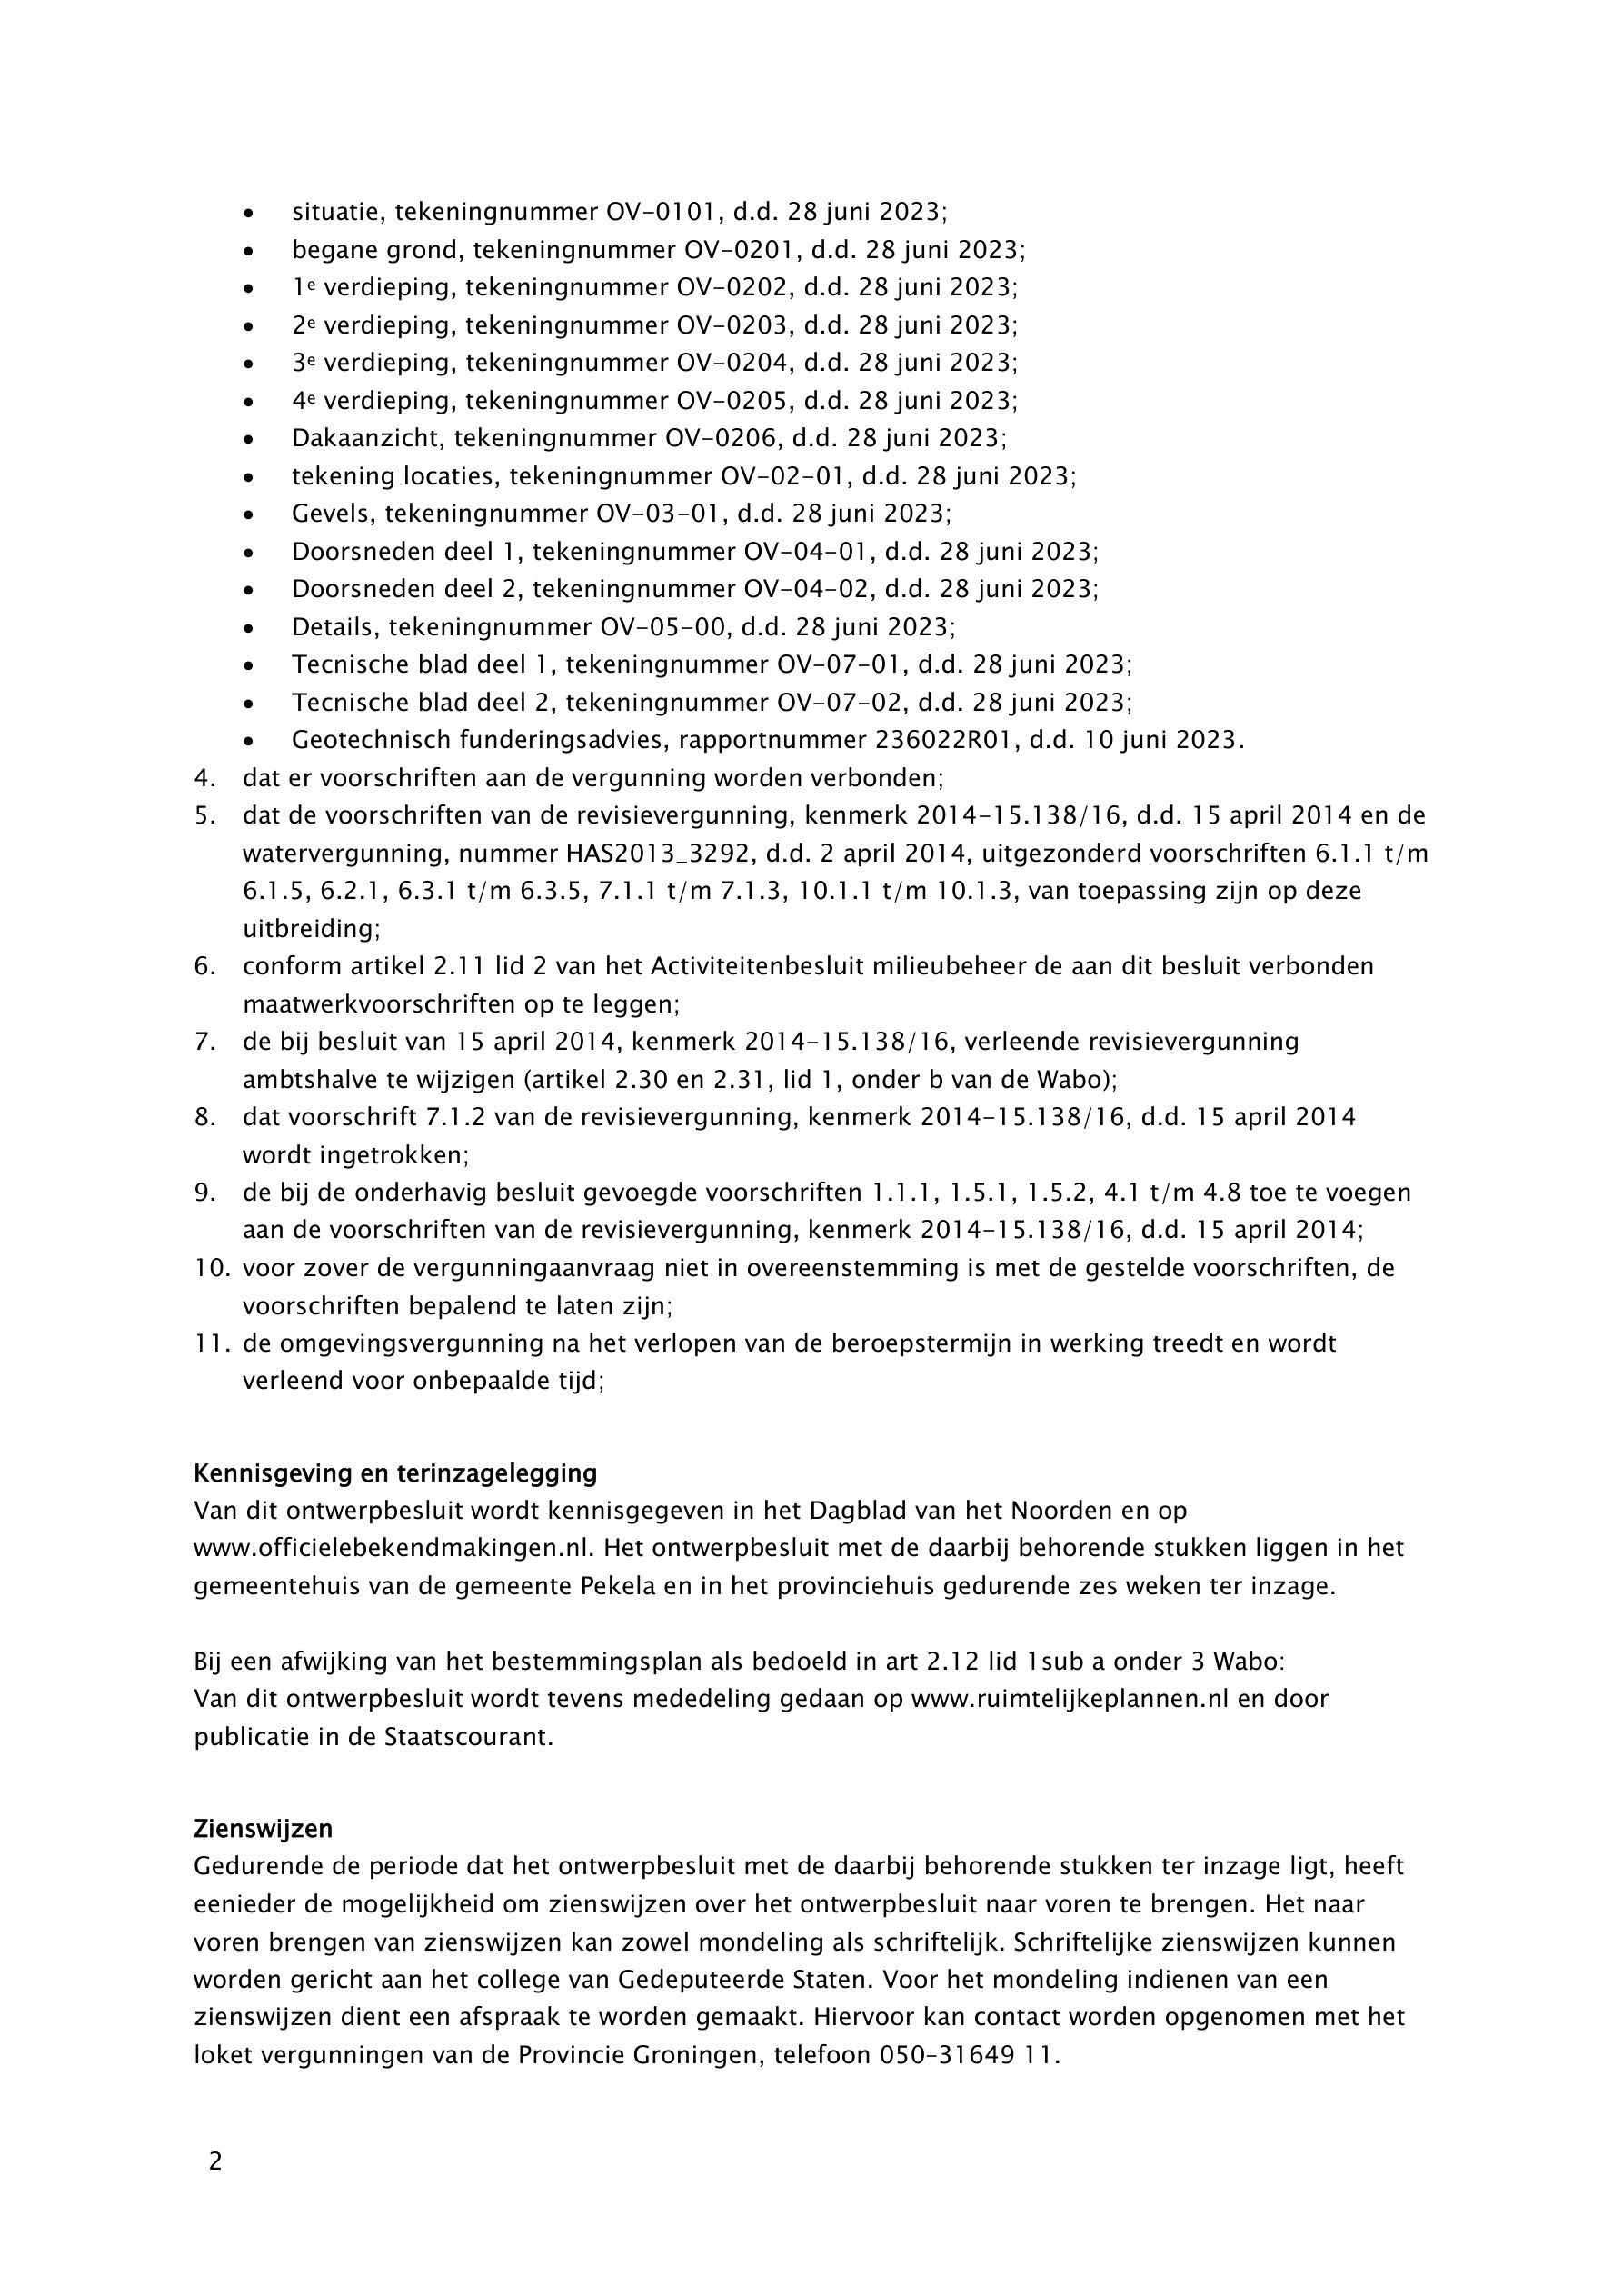 • situatie, tekeningnummer OV-0101, d.d. 28 juni 2023;
• begane grond, tekeningnummer OV-0201, d.d. 28 juni 2023;
• 1e verdieping, tekeningnummer OV-0202, d.d. 28 juni 2023;
• 2e verdieping, tekeningnummer OV-0203, d.d. 28 juni 2023;
• 3e verdieping, tekeningnummer OV-0204, d.d. 28 juni 2023;
• 4e verdieping, tekeningnummer OV-0205, d.d. 28 juni 2023;
• Dakaanzicht, tekeningnummer OV-0206, d.d. 28 juni 2023;
• tekening locaties, tekeningnummer OV-02-01, d.d. 28 juni 2023;
• Gevels, tekeningnummer OV-03-01, d.d. 28 juni 2023;
• Doorsneden deel 1, tekeningnummer OV-04-01, d.d. 28 juni 2023;
• Doorsneden deel 2, tekeningnummer OV-04-02, d.d. 28 juni 2023;
• Details, tekeningnummer OV-05-00, d.d. 28 juni 2023;
• Tecnische blad deel 1, tekeningnummer OV-07-01, d.d. 28 juni 2023;
• Tecnische blad deel 2, tekeningnummer OV-07-02, d.d. 28 juni 2023;
• Geotechnisch funderingsadvies, rapportnummer 236022R01, d.d. 10 juni 2023.
4. dat er voorschriften aan de vergunning worden verbonden;
5. dat de voorschriften van de revisievergunning, kenmerk 2014-15.138/16, d.d. 15 april 2014 en de
watervergunning, nummer HAS2013_3292, d.d. 2 april 2014, uitgezonderd voorschriften 6.1.1 t/m
6.1.5, 6.2.1, 6.3.1 t/m 6.3.5, 7.1.1 t/m 7.1.3, 10.1.1 t/m 10.1.3, van toepassing zijn op deze
uitbreiding;
6. conform artikel 2.11 lid 2 van het Activiteitenbesluit milieubeheer de aan dit besluit verbonden
maatwerkvoorschriften op te leggen;
7. de bij besluit van 15 april 2014, kenmerk 2014-15.138/16, verleende revisievergunning
ambtshalve te wijzigen (artikel 2.30 en 2.31, lid 1, onder b van de Wabo);
8. dat voorschrift 7.1.2 van de revisievergunning, kenmerk 2014-15.138/16, d.d. 15 april 2014
wordt ingetrokken;
9. de bij de onderhavig besluit gevoegde voorschriften 1.1.1, 1.5.1, 1.5.2, 4.1 t/m 4.8 toe te voegen
aan de voorschriften van de revisievergunning, kenmerk 2014-15.138/16, d.d. 15 april 2014;
10. voor zover de vergunningaanvraag niet in overeenstemming is met de gestelde voorschriften, de
voorschriften bepalend te laten zijn;
11. de omgevingsvergunning na het verlopen van de beroepstermijn in werking treedt en wordt
verleend voor onbepaalde tijd;
Kennisgeving en terinzagelegging
Van dit ontwerpbesluit wordt kennisgegeven in het Dagblad van het Noorden en op
www.officielebekendmakingen.nl. Het ontwerpbesluit met de daarbij behorende stukken liggen in het
gemeentehuis van de gemeente Pekela en in het provinciehuis gedurende zes weken ter inzage.
Bij een afwijking van het bestemmingsplan als bedoeld in art 2.12 lid 1sub a onder 3 Wabo:
Van dit ontwerpbesluit wordt tevens mededeling gedaan op www.ruimtelijkeplannen.nl en door
publicatie in de Staatscourant.
Zienswijzen
Gedurende de periode dat het ontwerpbesluit met de daarbij behorende stukken ter inzage ligt, heeft
eenieder de mogelijkheid om zienswijzen over het ontwerpbesluit naar voren te brengen. Het naar
voren brengen van zienswijzen kan zowel mondeling als schriftelijk. Schriftelijke zienswijzen kunnen
worden gericht aan het college van Gedeputeerde Staten. Voor het mondeling indienen van een
zienswijzen dient een afspraak te worden gemaakt. Hiervoor kan contact worden opgenomen met het
loket vergunningen van de Provincie Groningen, telefoon 050-31649 11.
2